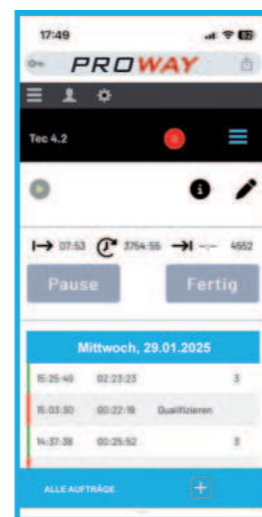 17:49
PROWAY
Tec 4.2
07:53 3754:55 --:-- 4552
Pause Fertig
Mittwoch, 29.01.2025
15:25:49 02:23:23 3
15:03:30 00:22:19 Qualifizieren
14:37:38 00:25:52 3
ALLE AUFTRÄGE